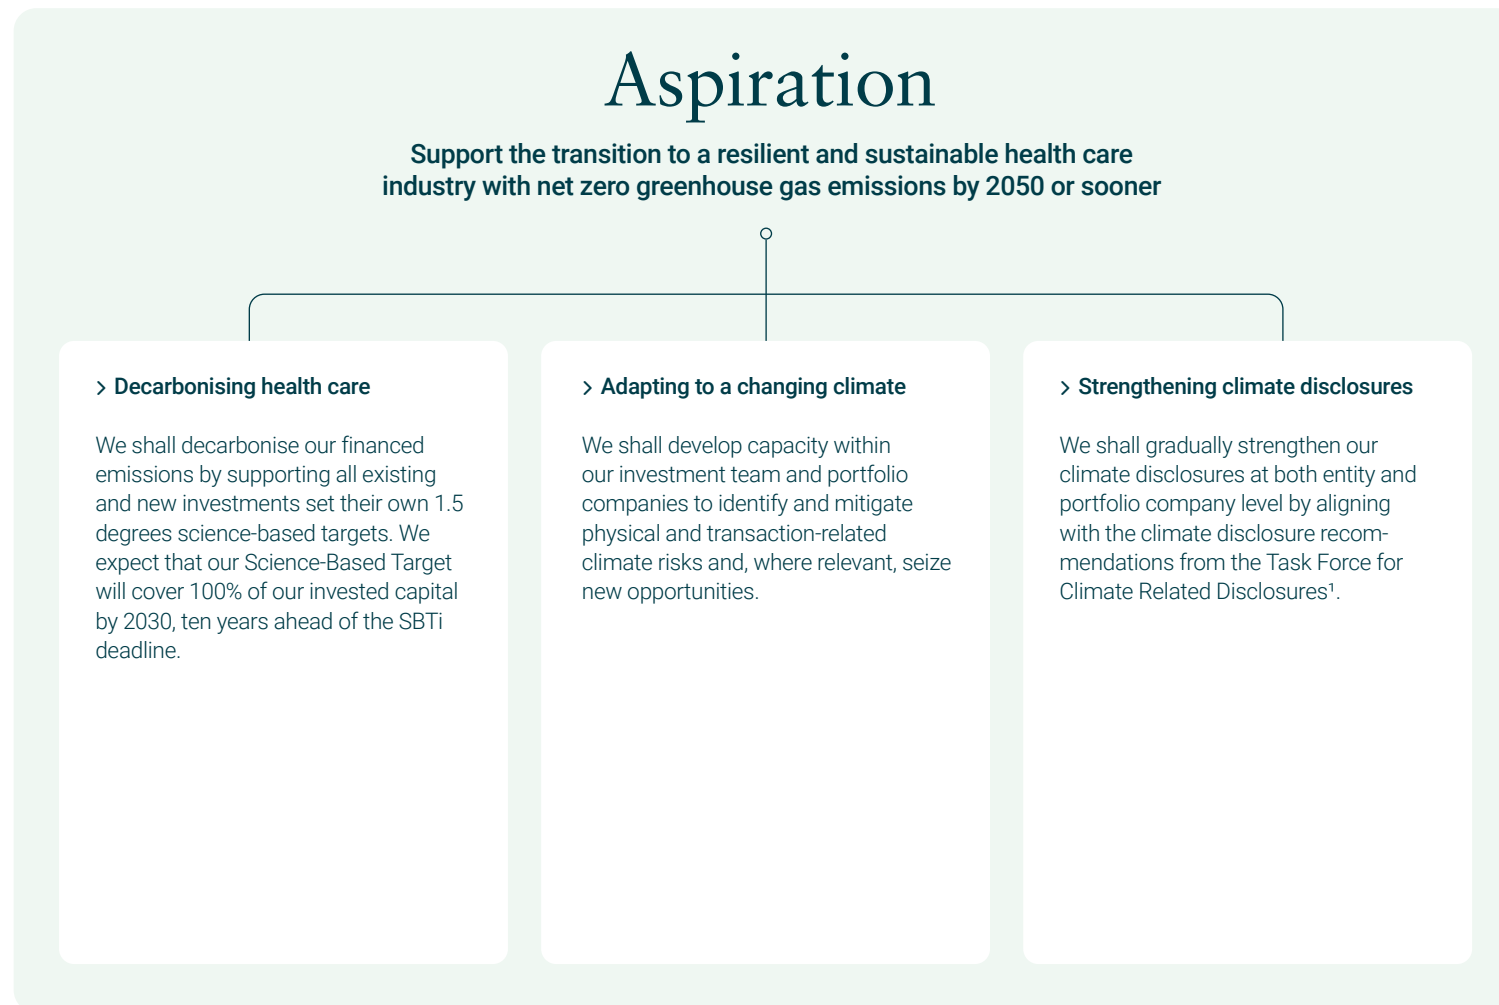 Aspiration
Support the transition to a resilient and sustainable health care
industry with net zero greenhouse gas emissions by 2050 or sooner
> Decarbonising health care
We shall decarbonise our financed
emissions by supporting all existing
and new investments set their own 1.5
degrees science-based targets. We
expect that our Science-Based Target
will cover 100% of our invested capital
by 2030, ten years ahead of the SBTi
deadline.
> Adapting to a changing climate
We shall develop capacity within
our investment team and portfolio
companies to identify and mitigate
physical and transaction-related
climate risks and, where relevant, seize
new opportunities.
> Strengthening climate disclosures
We shall gradually strengthen our
climate disclosures at both entity and
portfolio company level by aligning
with the climate disclosure recom-
mendations from the Task Force for
Climate Related Disclosures¹.